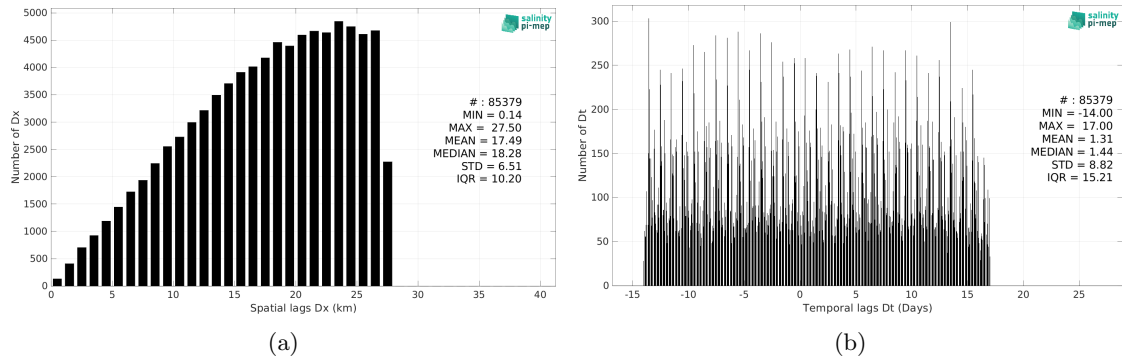 5000
4500
4000
3500
3000
2500
2000
1500
1000
500
0
Number of Dx
salinity
pi-mep
# : 85379
MIN = 0.14
MAX = 27.50
MEAN = 17.49
MEDIAN = 18.28
STD = 6.51
IQR = 10.20
0 5 10 15 20 25 30 35 40
Spatial lags Dx (km)
(a)
300
250
200
150
100
50
0
Number of Dt
salinity
pi-mep
# : 85379
MIN = -14.00
MAX = 17.00
MEAN = 1.31
MEDIAN = 1.44
STD = 8.82
IQR = 15.21
-15 -10 -5 0 5 10 15 20 25
Temporal lags Dt (Days)
(b)